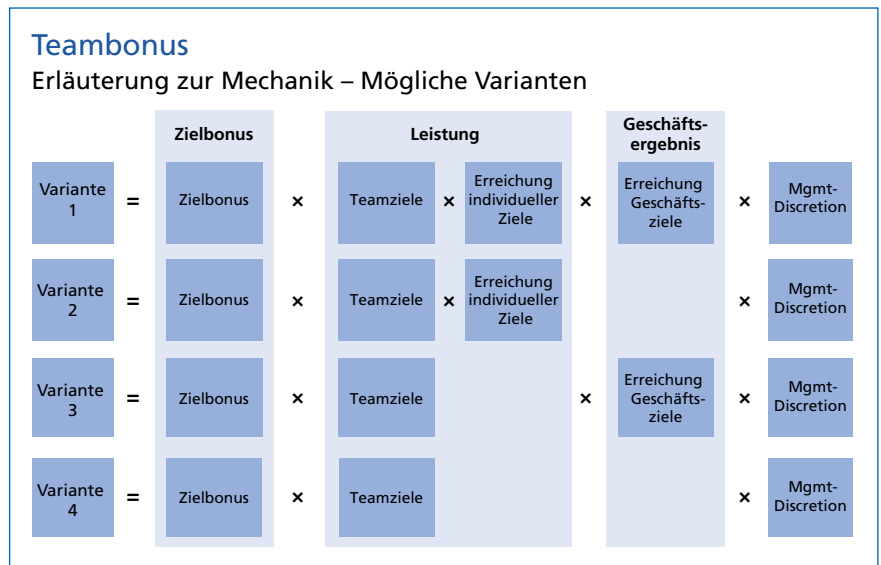 Teambonus
Erläuterung zur Mechanik – Mögliche Varianten
Zielbonus
Leistung
Geschäfts-
ergebnis
Variante
1
=
Zielbonus
×
Teamziele
×
Erreichung
individueller
Ziele
×
Erreichung
Geschäfts-
ziele
×
Mgmt-
Discretion
Variante
2
=
Zielbonus
×
Teamziele
×
Erreichung
individueller
Ziele
×
Mgmt-
Discretion
Variante
3
=
Zielbonus
×
Teamziele
×
Erreichung
Geschäfts-
ziele
×
Mgmt-
Discretion
Variante
4
=
Zielbonus
×
Teamziele
×
Mgmt-
Discretion